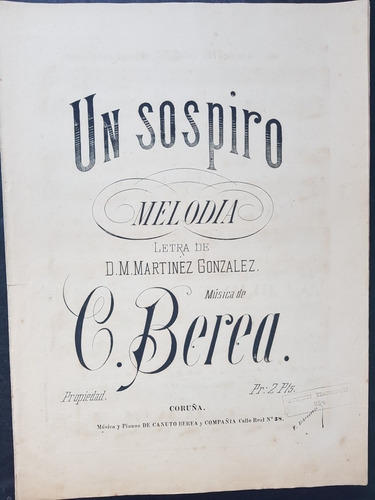 UN SOSPIRO
MELODIA
LETRA DE
D. M. MARTINEZ GONZALEZ.
Música de
C. Berea.
Propiedad. Pr: 2 Pts.
CORUÑA.
Música y Pianos DE CANUTO BEREA y COMPAÑIA Calle Real Nº 38.